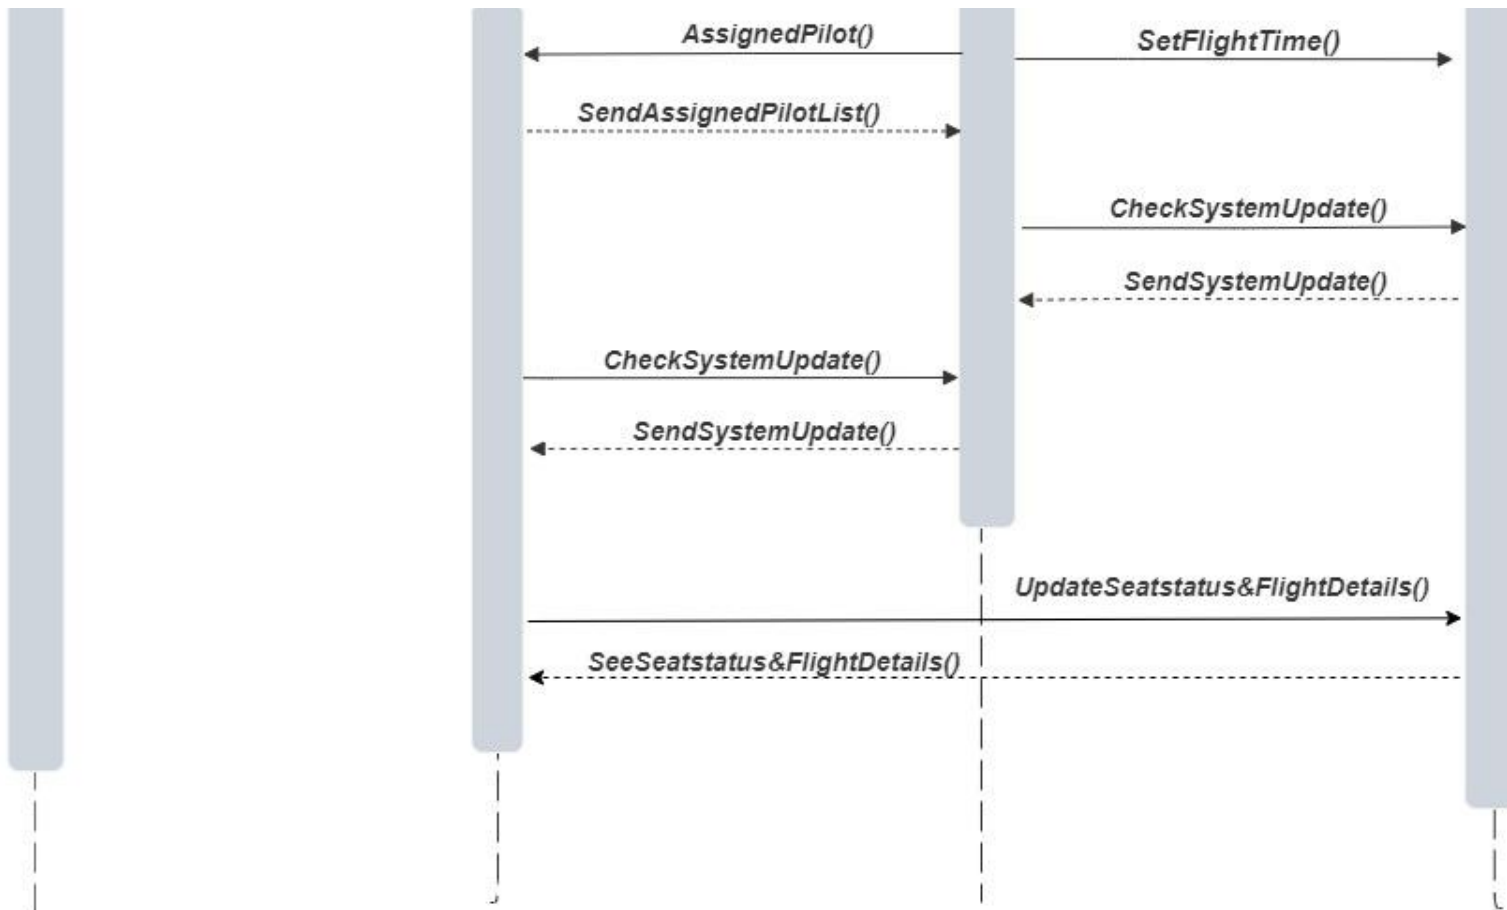 AssignedPilot()
SetFlightTime()
SendAssignedPilotList()
CheckSystemUpdate()
SendSystemUpdate()
CheckSystemUpdate()
SendSystemUpdate()
UpdateSeatstatus&FlightDetails()
SeeSeatstatus&FlightDetails()